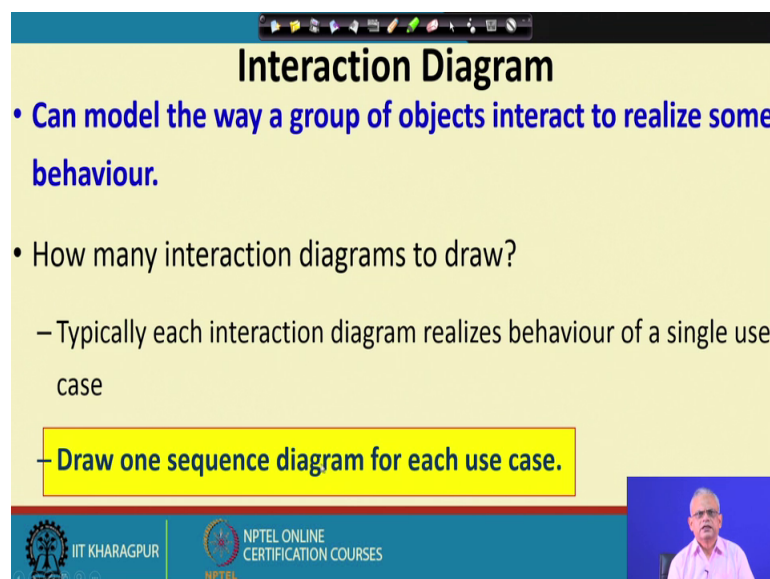 Interaction Diagram
• Can model the way a group of objects interact to realize some
behaviour.
• How many interaction diagrams to draw?
– Typically each interaction diagram realizes behaviour of a single use
case
– Draw one sequence diagram for each use case.
IIT KHARAGPUR
NPTEL ONLINE
CERTIFICATION COURSES
NPTEL